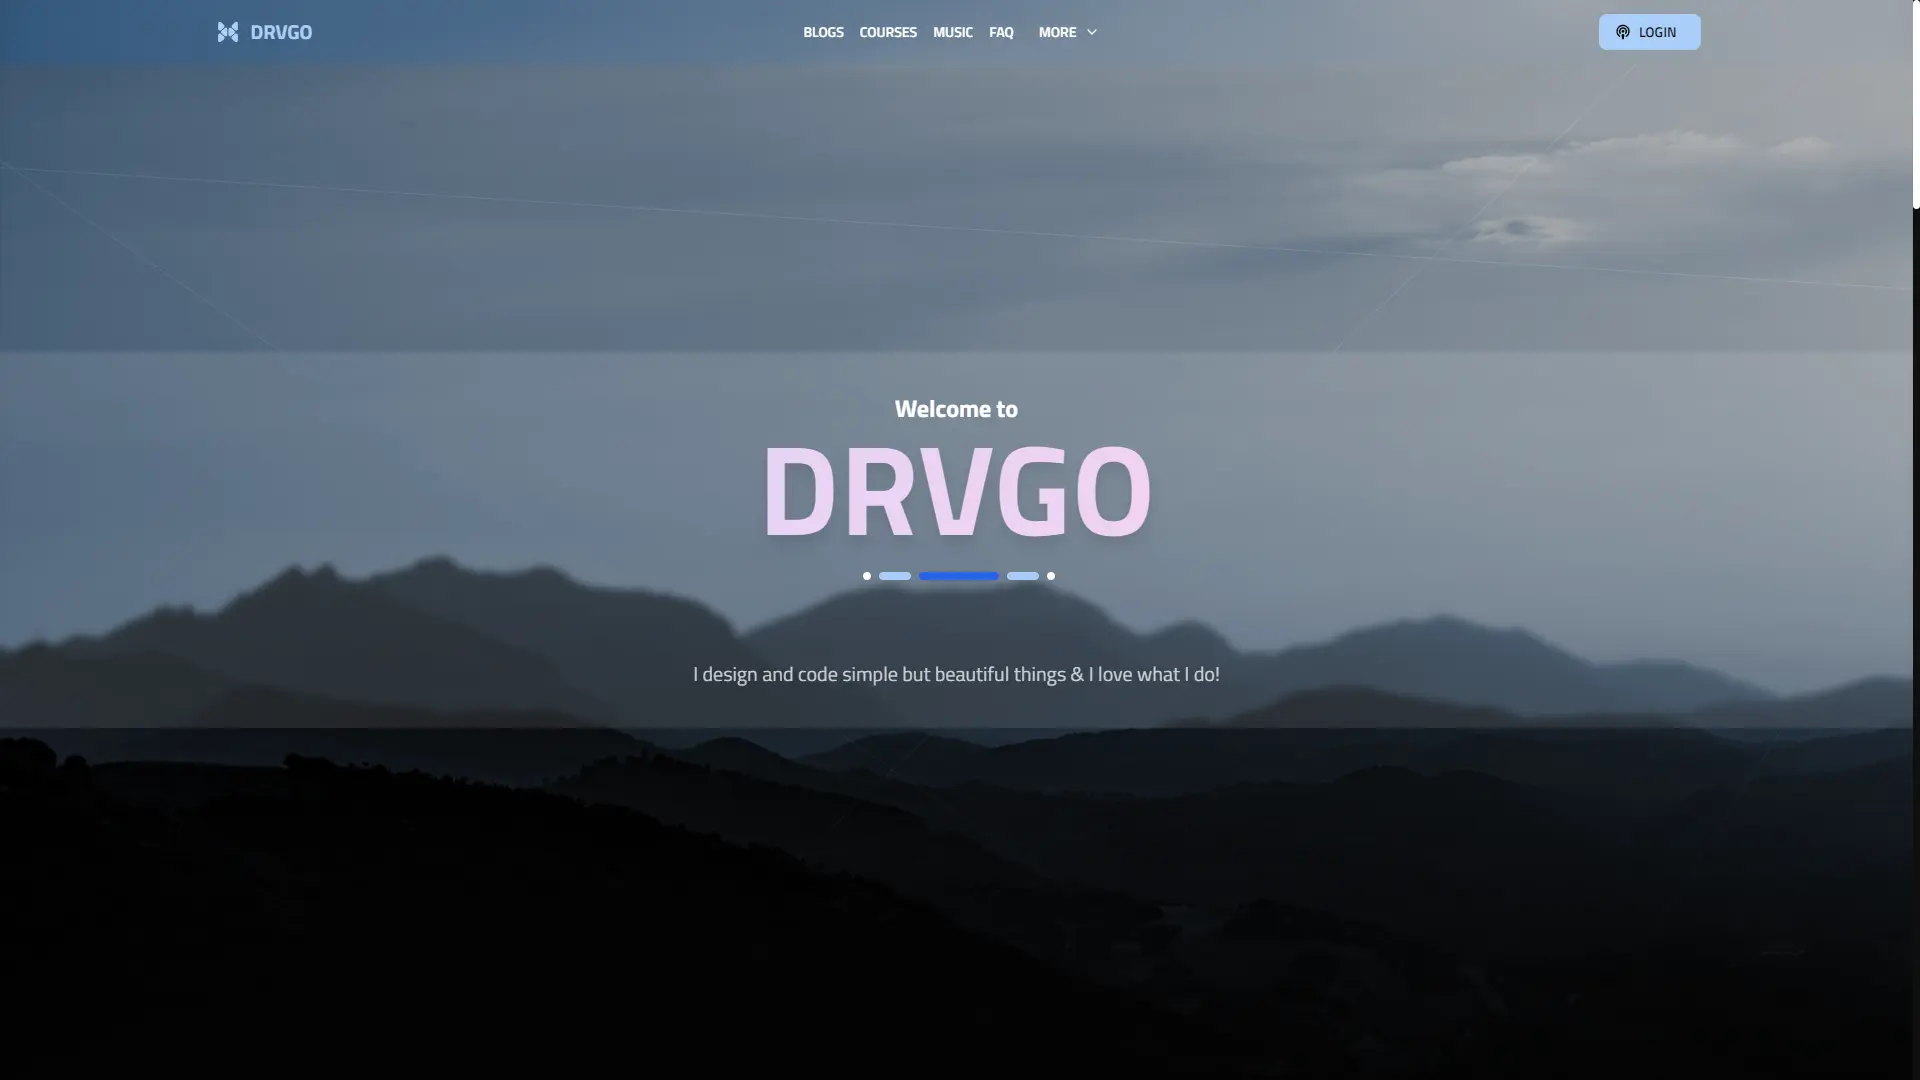 DRVGO
BLOGS COURSES MUSIC FAQ MORE
LOGIN
Welcome to
DRVGO
I design and code simple but beautiful things & I love what I do!